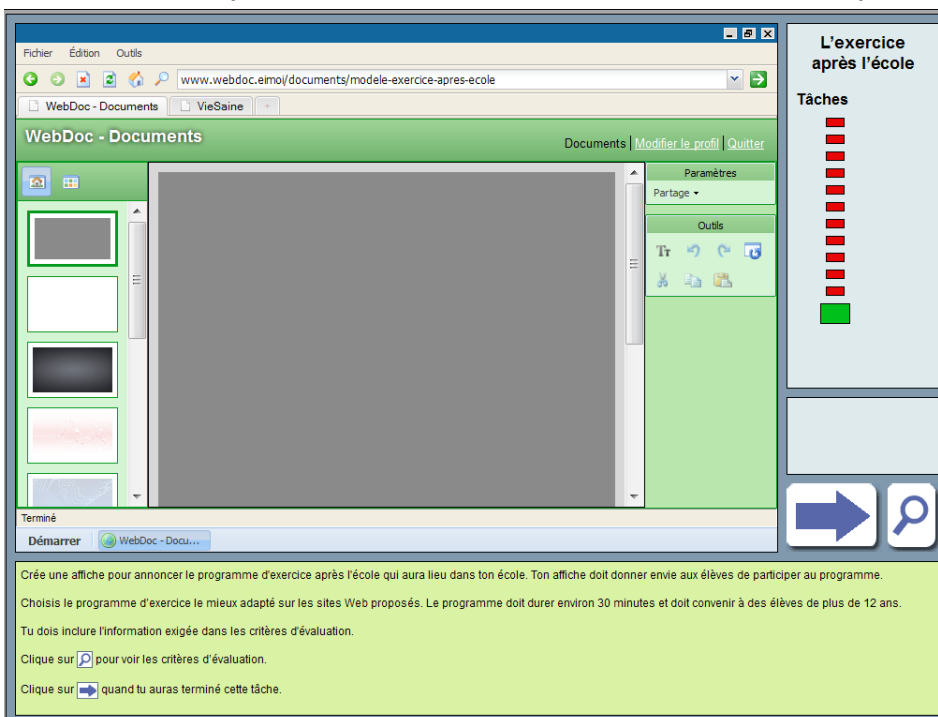 Fichier Édition Outils
www.webdoc.eimoi/documents/modele-exercice-apres-ecole
WebDoc - Documents VieSaine +
WebDoc - Documents
Documents | Modifier le profil | Quitter
Paramètres
Partage
Outils
Tт
Terminé
Démarrer WebDoc - Docu...
L'exercice
après l'école
Tâches
Crée une affiche pour annoncer le programme d'exercice après l'école qui aura lieu dans ton école. Ton affiche doit donner envie aux élèves de participer au programme.
Choisis le programme d'exercice le mieux adapté sur les sites Web proposés. Le programme doit durer environ 30 minutes et doit convenir à des élèves de plus de 12 ans.
Tu dois inclure l'information exigée dans les critères d'évaluation.
Clique sur pour voir les critères d'évaluation.
Clique sur quand tu auras terminé cette tâche.